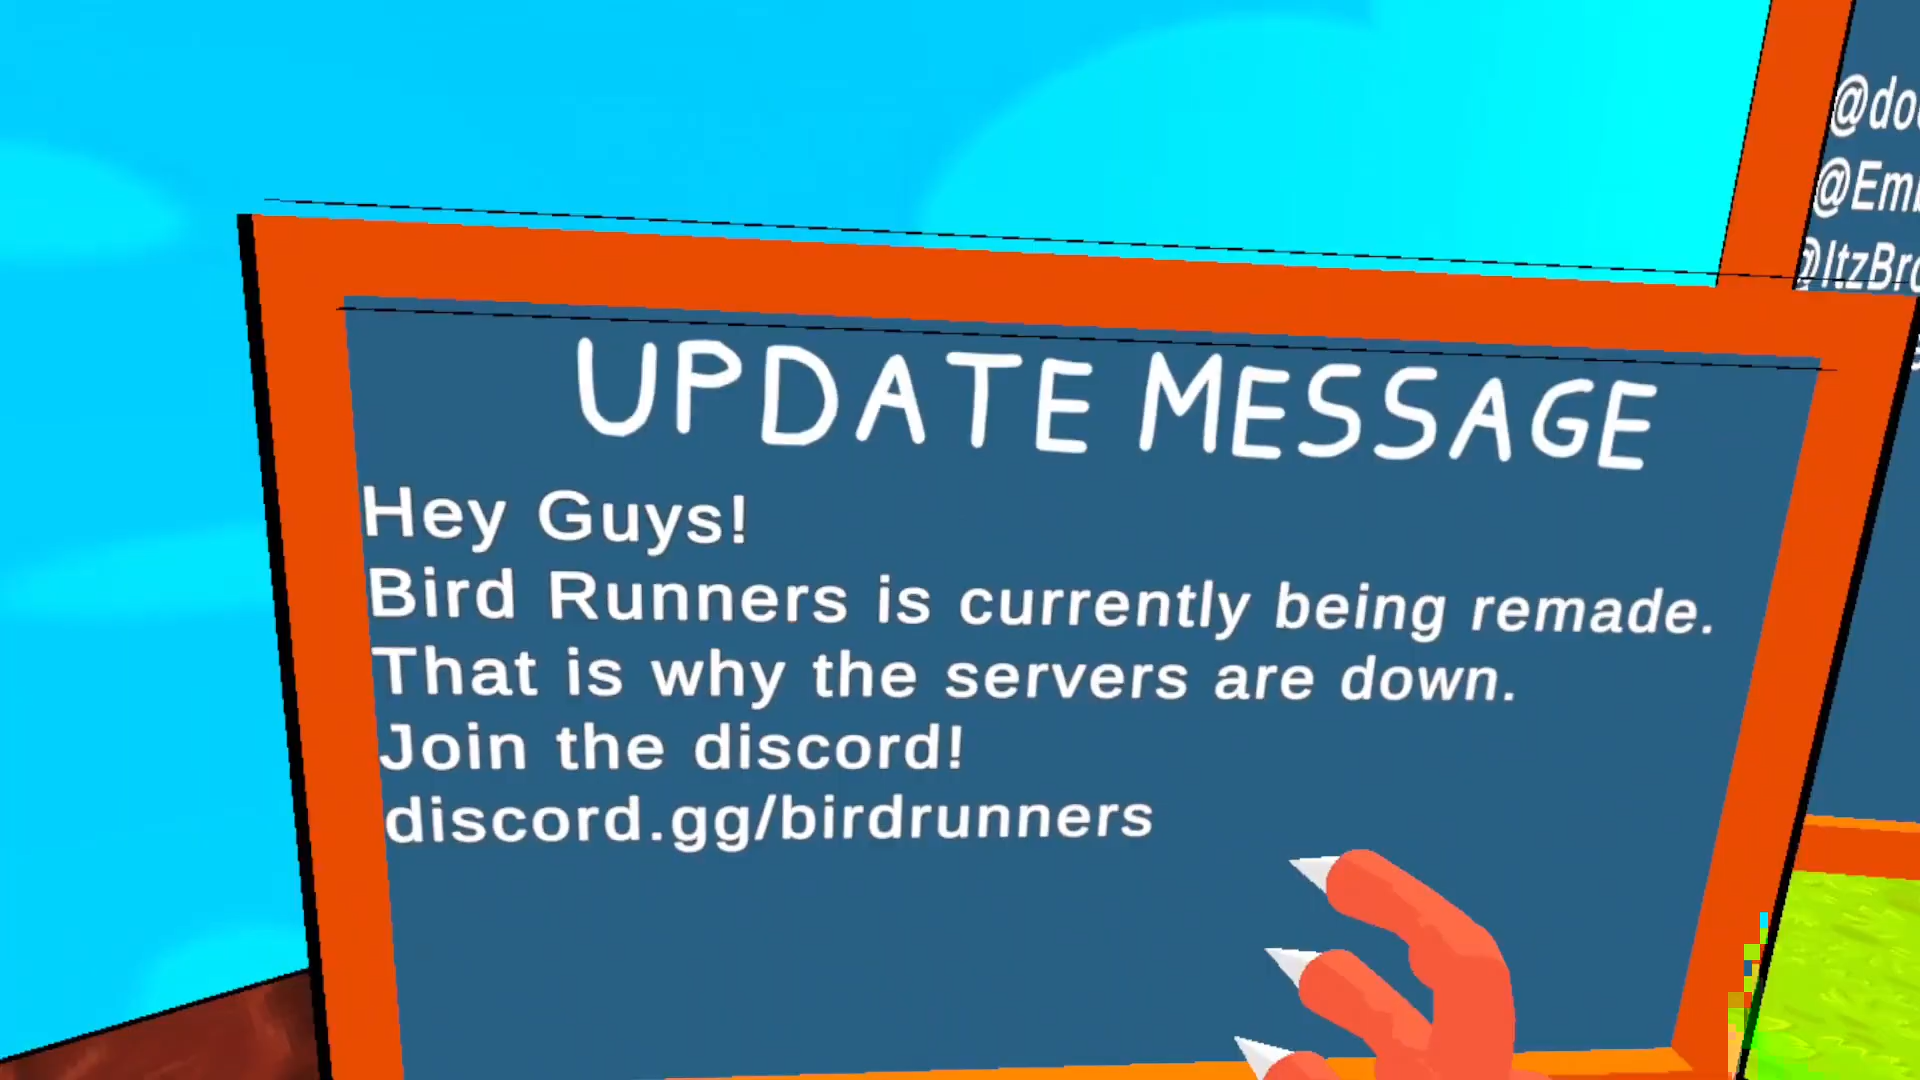 UPDATE MESSAGE
Hey Guys!
Bird Runners is currently being remade.
That is why the servers are down.
Join the discord!
discord.gg/birdrunners